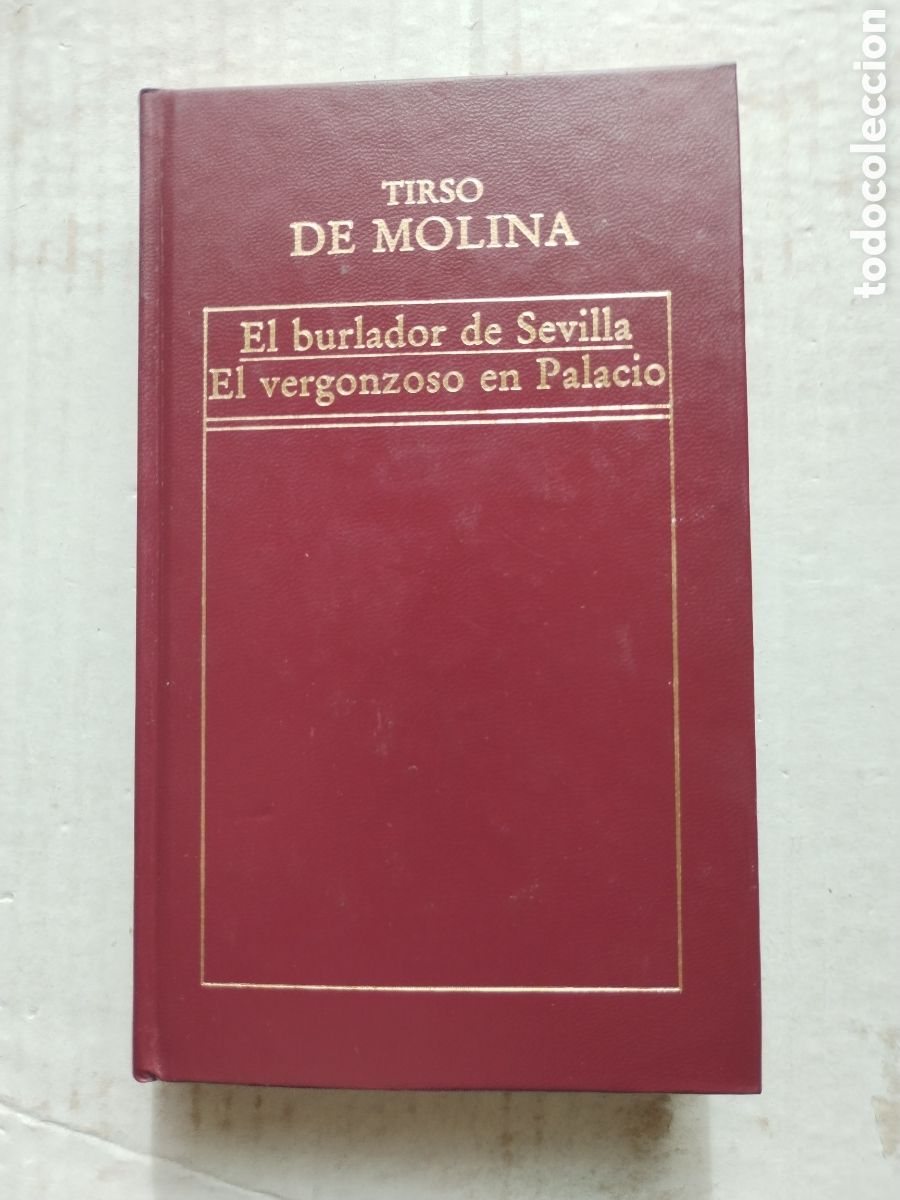 TIRSO
DE MOLINA
El burlador de Sevilla
El vergonzoso en Palacio
todocoleccion